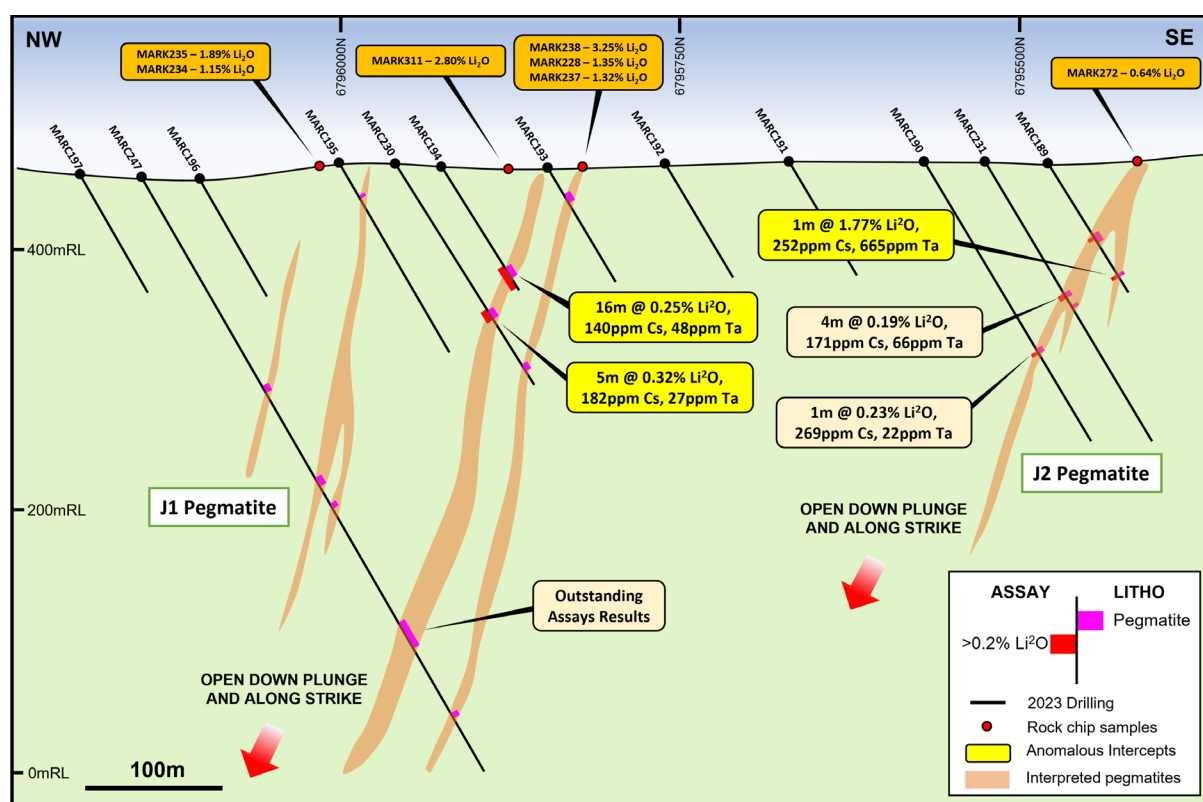 NW
SE
MARK235 – 1.89% Li₂O
MARK234 – 1.15% Li₂O
MARK311 – 2.80% Li₂O
MARK238 – 3.25% Li₂O
MARK228 – 1.35% Li₂O
MARK237 – 1.32% Li₂O
MARK272 – 0.64% Li₂O
6796000N
6795750N
6795500N
MARC197
MARC247
MARC196
MARC195
MARC230
MARC194
MARC193
MARC192
MARC191
MARC190
MARC231
MARC189
400mRL
200mRL
0mRL
1m @ 1.77% Li²O,
252ppm Cs, 665ppm Ta
16m @ 0.25% Li²O,
140ppm Cs, 48ppm Ta
4m @ 0.19% Li²O,
171ppm Cs, 66ppm Ta
5m @ 0.32% Li²O,
182ppm Cs, 27ppm Ta
1m @ 0.23% Li²O,
269ppm Cs, 22ppm Ta
J1 Pegmatite
J2 Pegmatite
OPEN DOWN PLUNGE
AND ALONG STRIKE
Outstanding
Assays Results
OPEN DOWN PLUNGE
AND ALONG STRIKE
100m
ASSAY
LITHO
Pegmatite
>0.2% Li²O
2023 Drilling
Rock chip samples
Anomalous Intercepts
Interpreted pegmatites